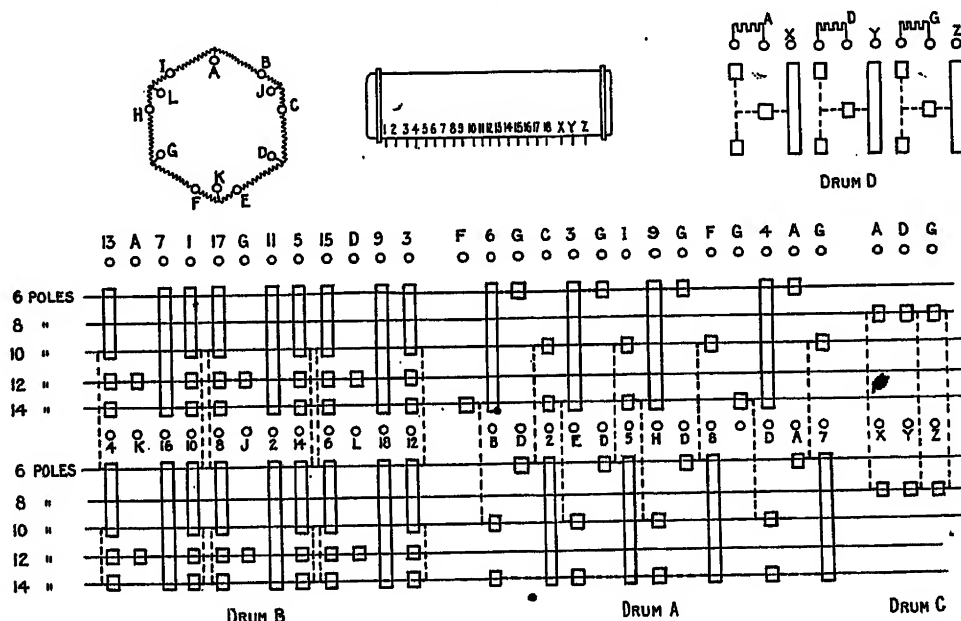 A D G
X Y Z
I A B
L J
H C
G D
K
F E
1 2 3 4 5 6 7 8 9 10 11 12 13 14 15 16 17 18 X Y Z
DRUM D
13 A 7 1 17 G 11 5 15 D 9 3 F 6 G C 3 G I 9 G F G 4 A G A D G
6 POLES
8 "
10 "
12 "
14 "
4 K 16 10 8 J 2 14 6 L 18 12 B D 2 E D 5 H D 8 D A 7 X Y Z
6 POLES
8 "
10 "
12 "
14 "
DRUM B DRUM A DRUM C